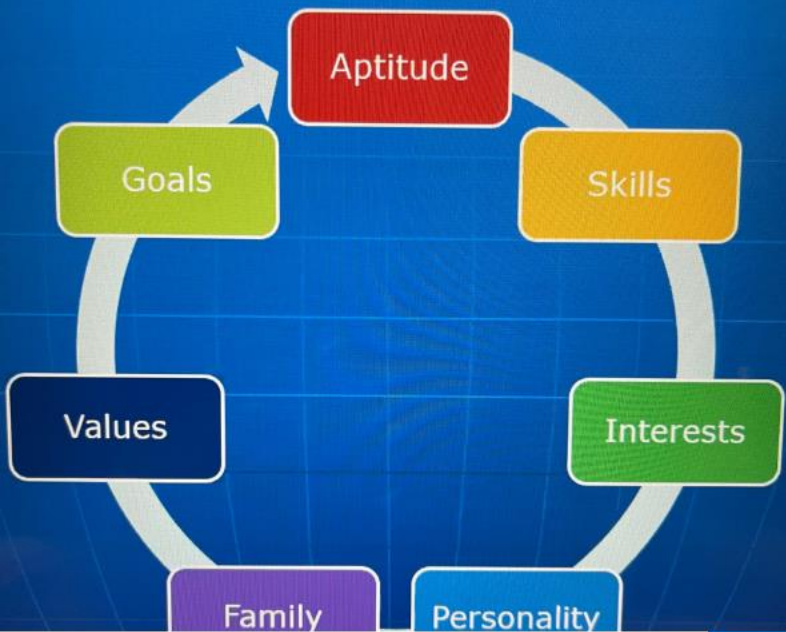 Aptitude
Skills
Interests
Personality
Family
Values
Goals